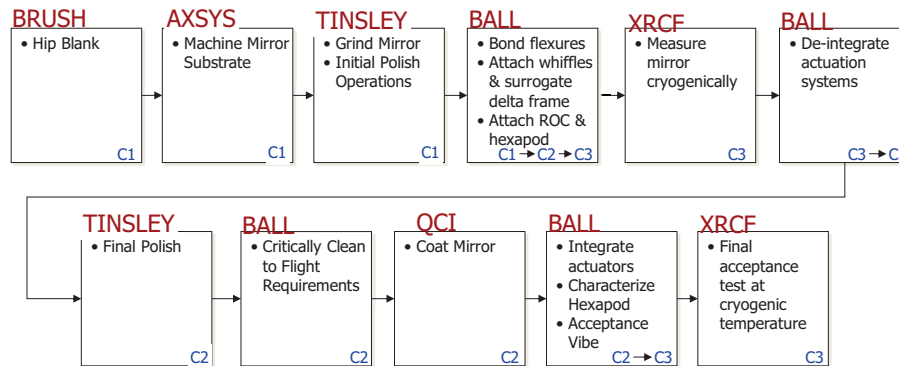 BRUSH
• Hip Blank
C1
AXSYS
• Machine Mirror
Substrate
C1
TINSLEY
• Grind Mirror
• Initial Polish
Operations
C1
BALL
• Bond flexures
• Attach whiffles
& surrogate
delta frame
• Attach ROC &
hexapod
C1 → C2 → C3
XRCF
• Measure
mirror
cryogenically
C3
BALL
• De-integrate
actuation
systems
C3 → C
TINSLEY
• Final Polish
C2
BALL
• Critically Clean
to Flight
Requirements
C2
QCI
• Coat Mirror
C2
BALL
• Integrate
actuators
• Characterize
Hexapod
• Acceptance
Vibe
C2 → C3
XRCF
• Final
acceptance
test at
cryogenic
temperature
C3